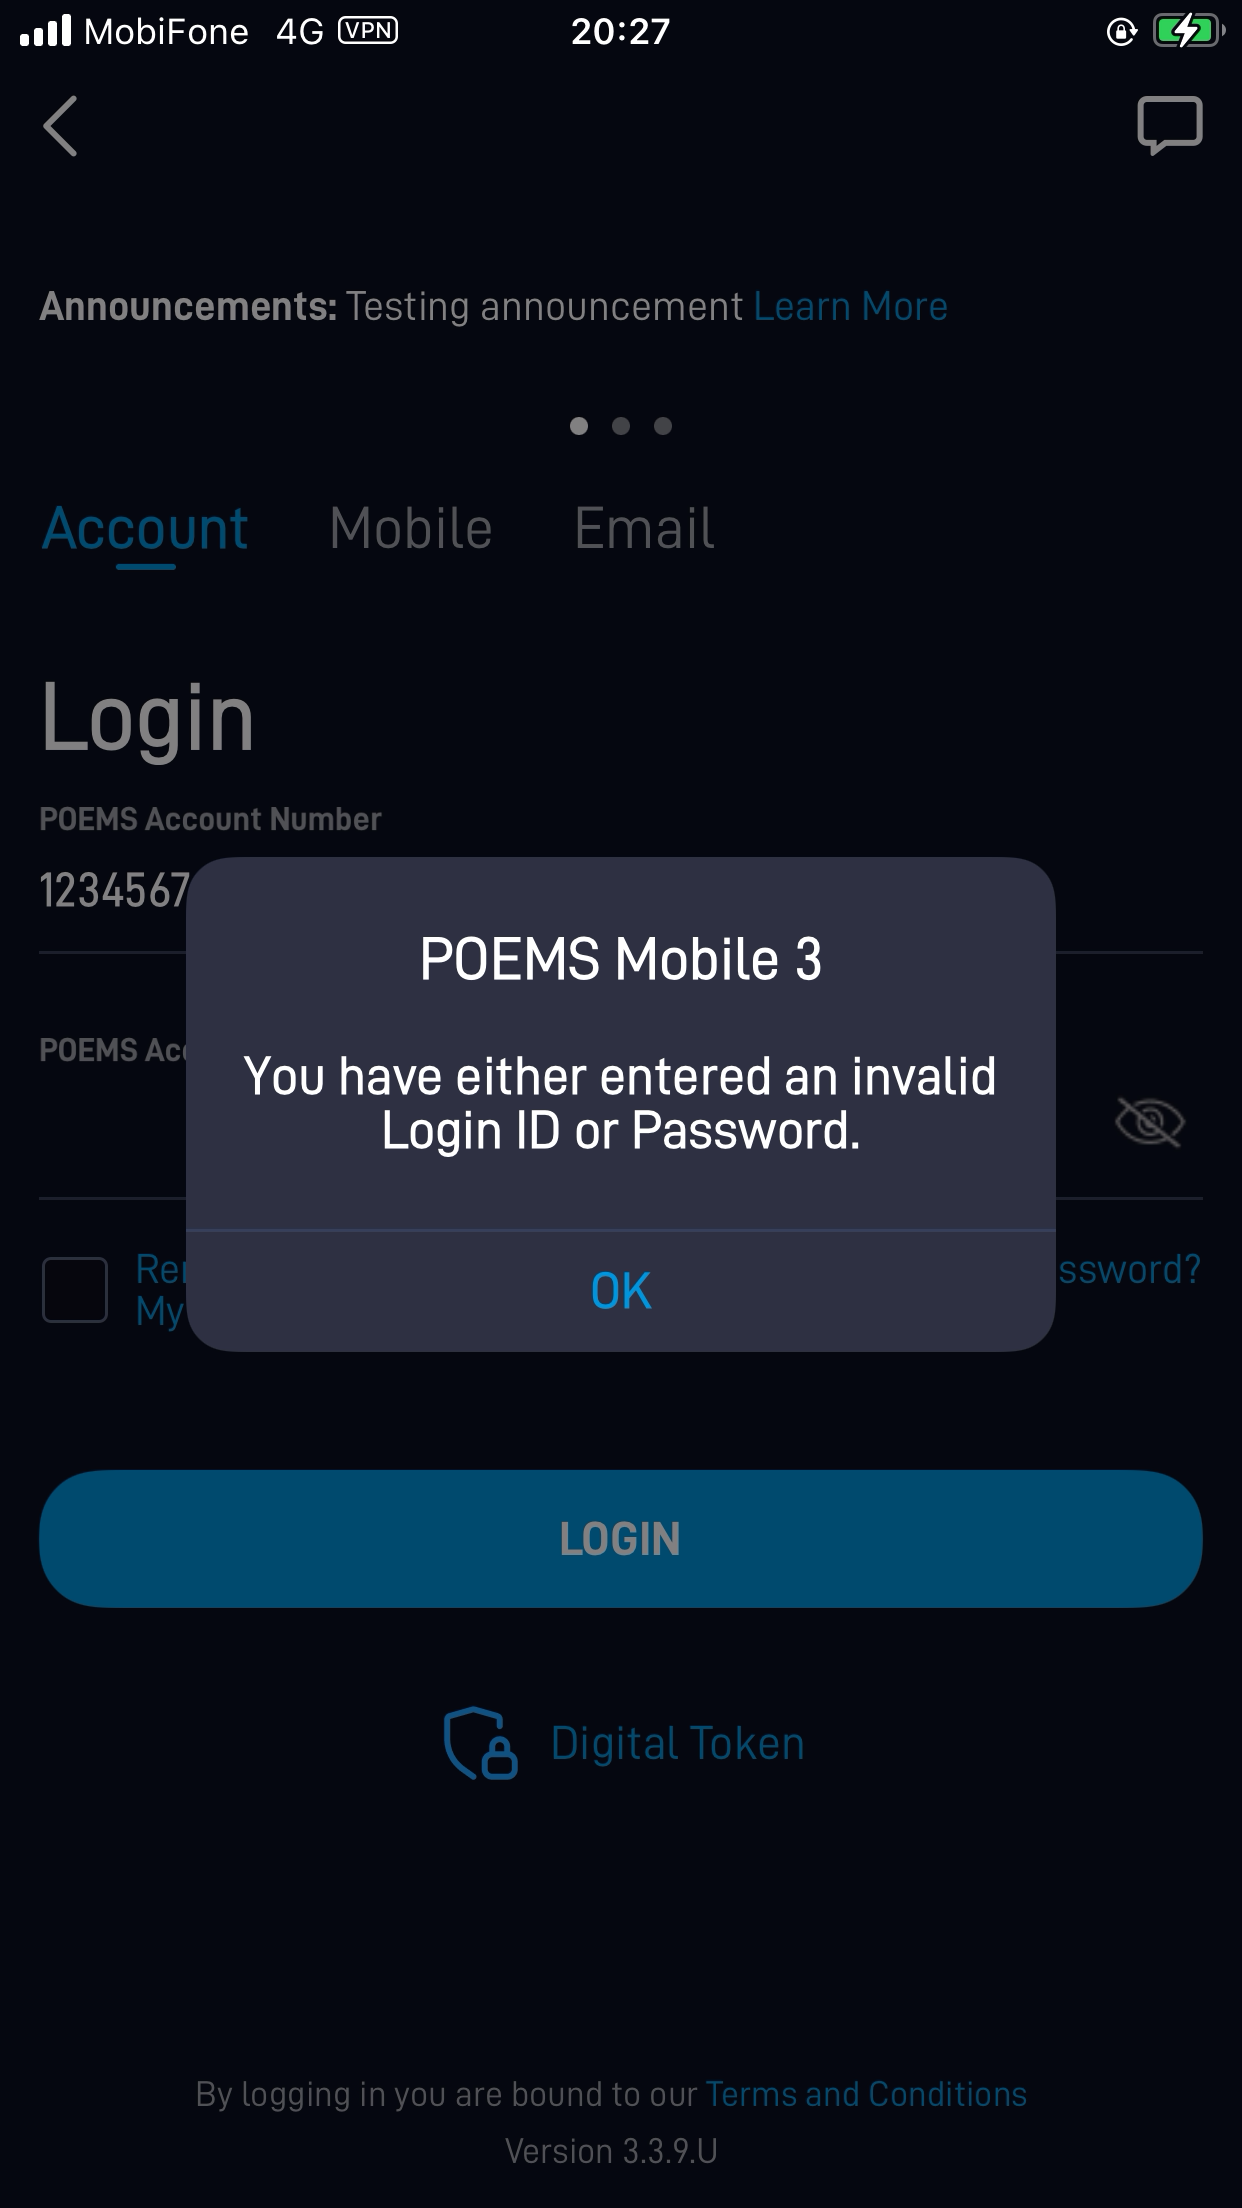 MobiFone 4G VPN 20:27
Announcements: Testing announcement Learn More
Account Mobile Email
Login
POEMS Account Number
1234567
POEMS Mobile 3
You have either entered an invalid
Login ID or Password.
OK
POEMS
My
ssword?
LOGIN
Digital Token
By logging in you are bound to our Terms and Conditions
Version 3.3.9.U